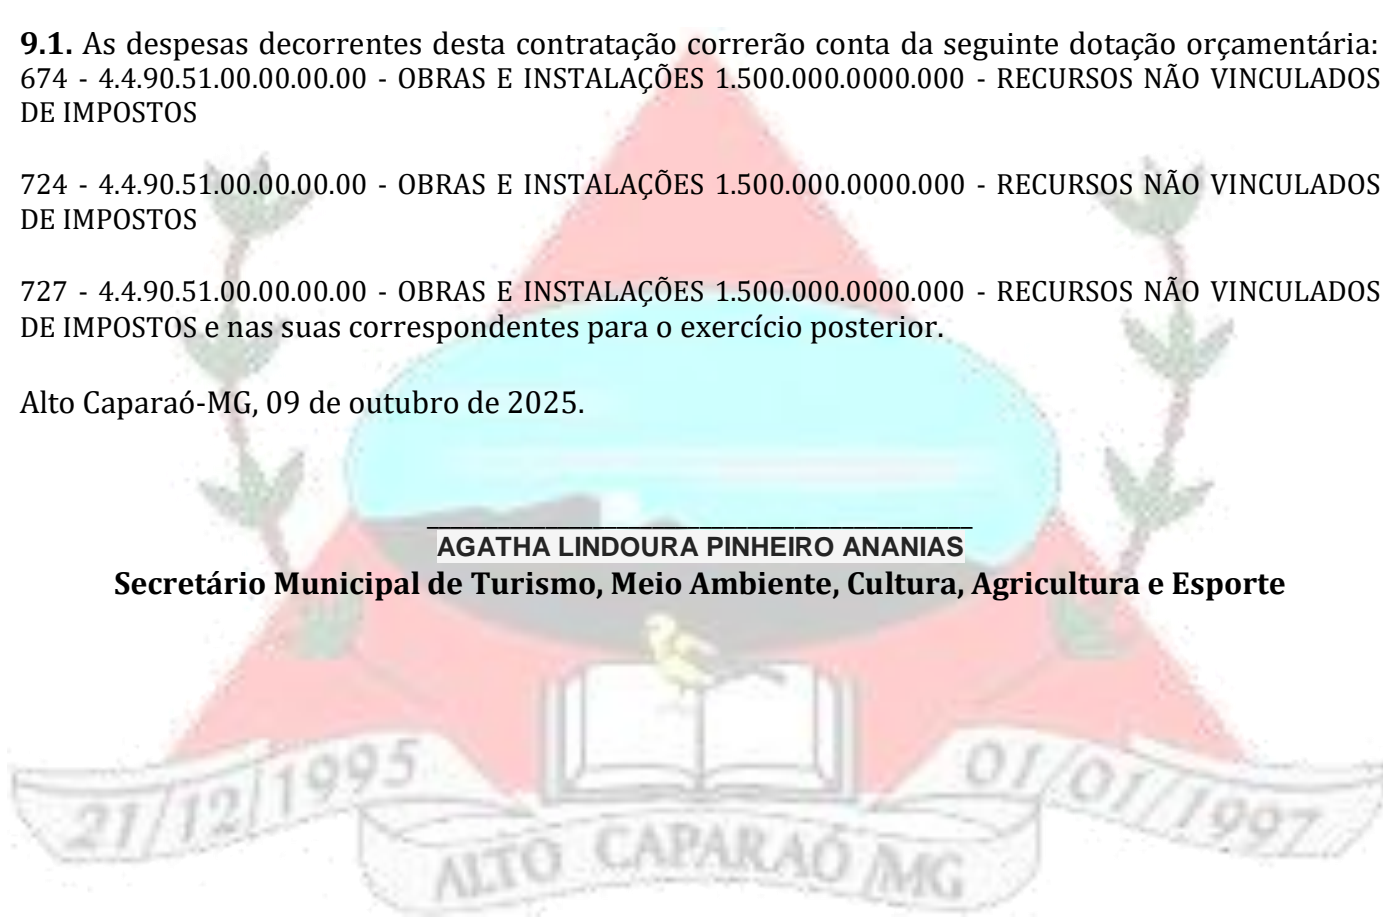 9.1. As despesas decorrentes desta contratação correrão conta da seguinte dotação orçamentária:
674 - 4.4.90.51.00.00.00.00 - OBRAS E INSTALAÇÕES 1.500.000.0000.000 - RECURSOS NÃO VINCULADOS
DE IMPOSTOS
724 - 4.4.90.51.00.00.00.00 - OBRAS E INSTALAÇÕES 1.500.000.0000.000 - RECURSOS NÃO VINCULADOS
DE IMPOSTOS
727 - 4.4.90.51.00.00.00.00 - OBRAS E INSTALAÇÕES 1.500.000.0000.000 - RECURSOS NÃO VINCULADOS
DE IMPOSTOS e nas suas correspondentes para o exercício posterior.
Alto Caparaó-MG, 09 de outubro de 2025.
AGATHA LINDOURA PINHEIRO ANANIAS
Secretário Municipal de Turismo, Meio Ambiente, Cultura, Agricultura e Esporte
21/12/1995
01/01/1997
ALTO CAPARAÓ/MG